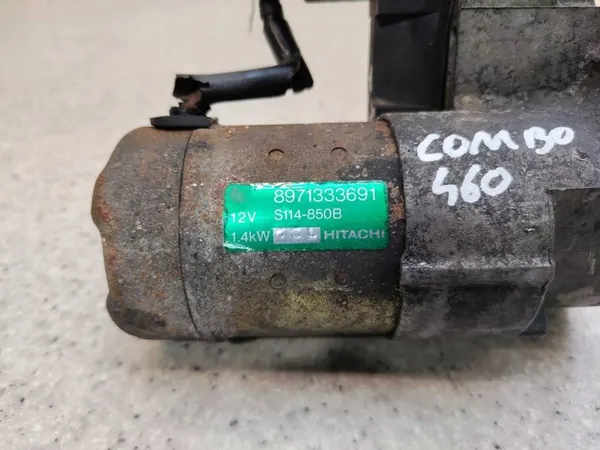 8971333691
12V S114-850B
1.4kW HITACHI
COMBO
460